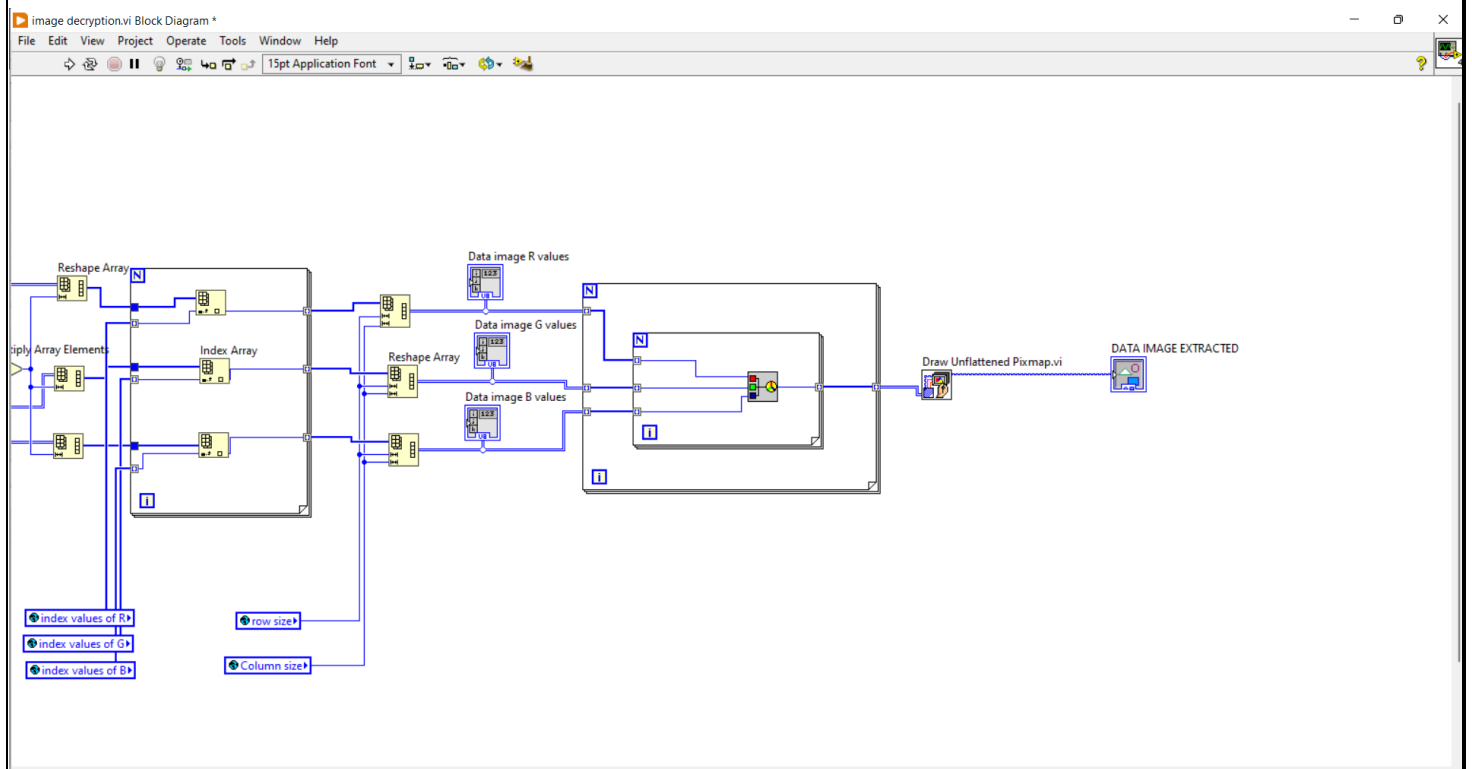 image decryption.vi Block Diagram *
File Edit View Project Operate Tools Window Help
15pt Application Font
Data image R values
Reshape Array
N
N
Data image G values
N
tiply Array Elements
Index Array
Reshape Array
DATA IMAGE EXTRACTED
Draw Unflattened Pixmap.vi
Data image B values
i
i
i
index values of R
row size
index values of G
Column size
index values of B